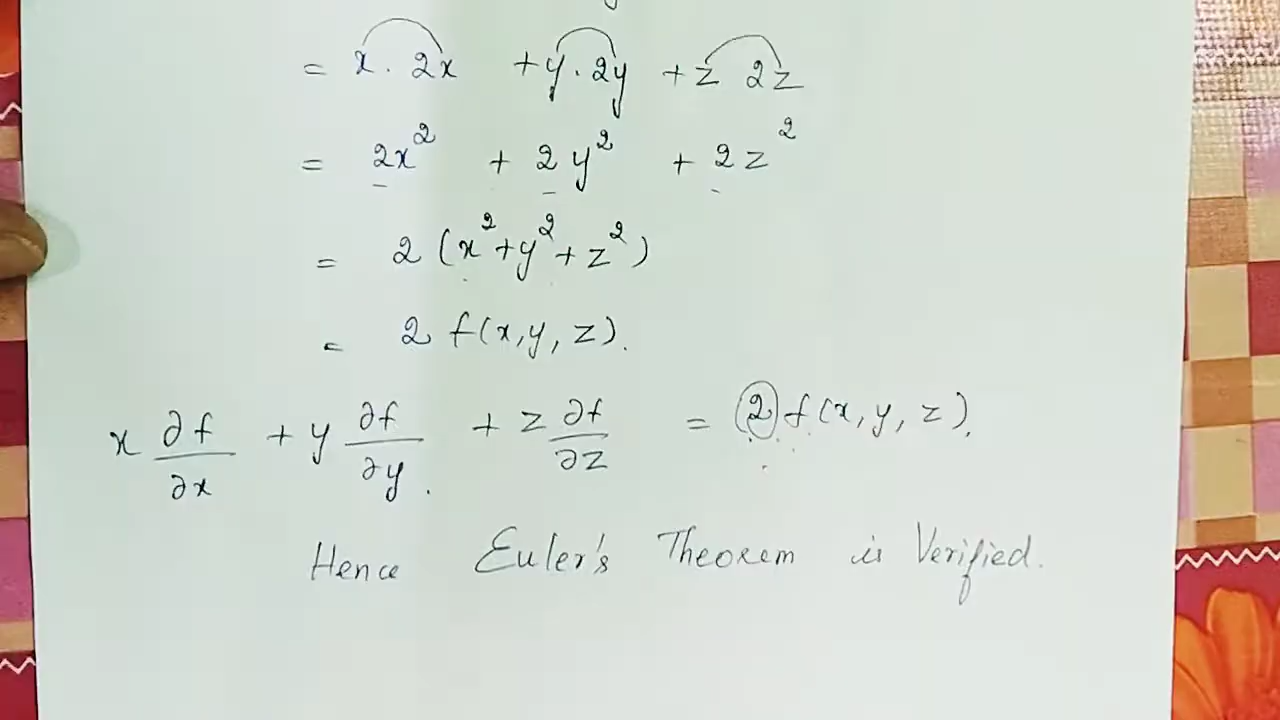 = x . 2x + y . 2y + z 2z
= 2x² + 2y² + 2z²
= 2 (x² + y² + z²)
= 2 f(x, y, z).
x ∂f/∂x + y ∂f/∂y . + z ∂f/∂z = 2 f(x, y, z).
Hence Euler's Theorem is Verified.